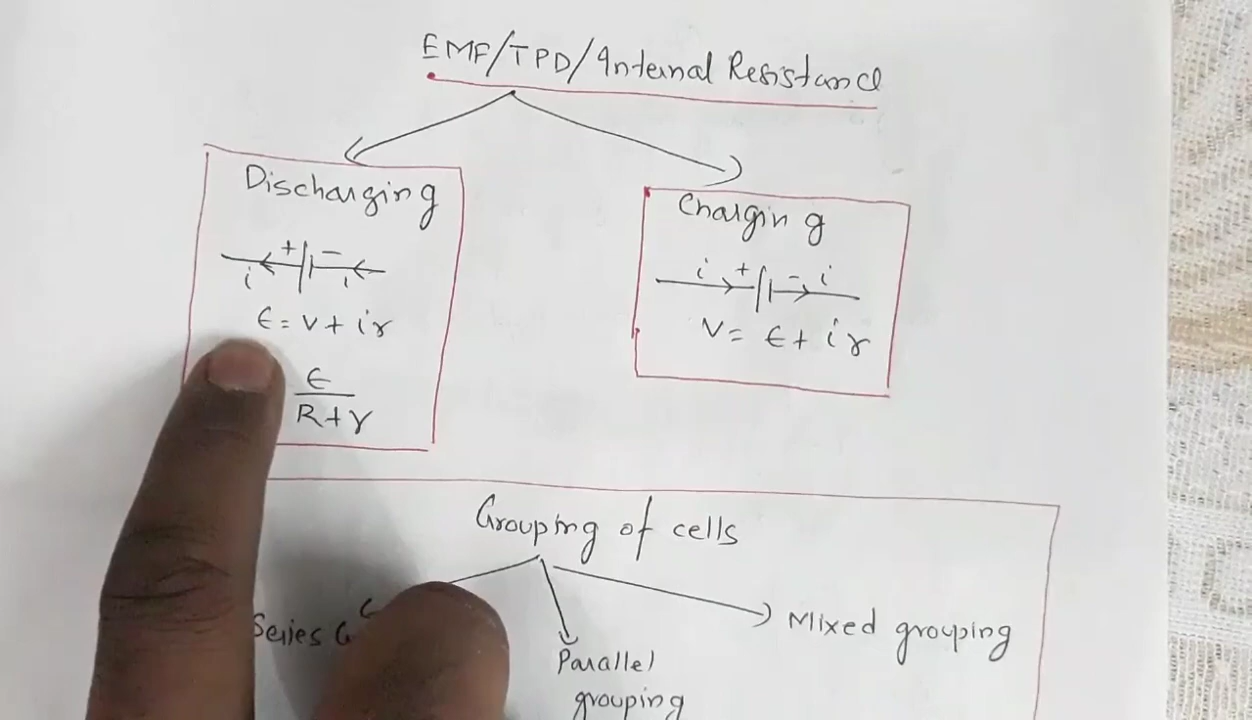 EMF/TPD/Internal Resistance
Discharging
+ -
i i
ε = V + ir
ε
R+r
Charging
i + - i
V = ε + ir
Grouping of cells
Series G
Parallel
grouping
Mixed grouping